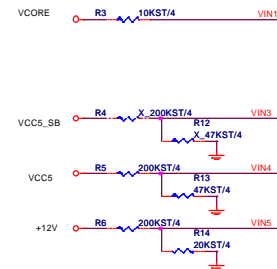 VCORE R3 10KST/4 VIN1
VCC5_SB R4 X_200KST/4 VIN3
R12
X_47KST/4
VCC5 R5 200KST/4 VIN4
R13
47KST/4
+12V R6 200KST/4 VIN5
R14
20KST/4